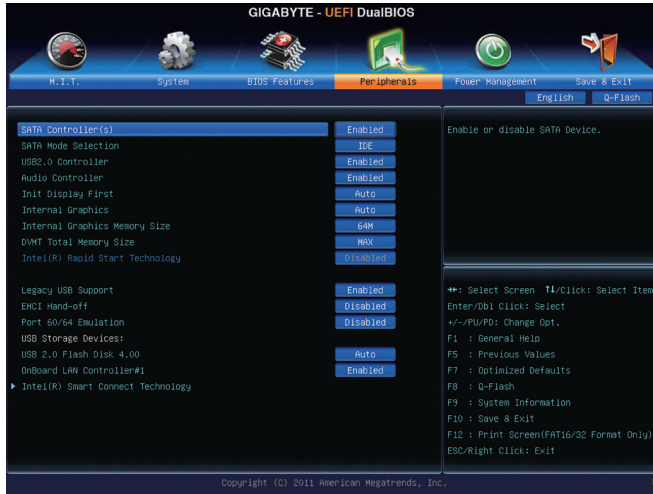 GIGABYTE - UEFI DualBIOS
M.I.T. System BIOS Features Peripherals Power Management Save & Exit
English Q-Flash
SATA Controller(s) Enabled
SATA Mode Selection IDE
USB2.0 Controller Enabled
Audio Controller Enabled
Init Display First Auto
Internal Graphics Auto
Internal Graphics Memory Size 64M
DVMT Total Memory Size MAX
Intel(R) Rapid Start Technology Disabled
Legacy USB Support Enabled
EHCI Hand-off Disabled
Port 60/64 Emulation Disabled
USB Storage Devices:
USB 2.0 Flash Disk 4.00 Auto
OnBoard LAN Controller#1 Enabled
Intel(R) Smart Connect Technology
Enable or disable SATA Device.
→←: Select Screen ↑↓/Click: Select Item
Enter/Dbl Click: Select
+/-/PU/PD: Change Opt.
F1 : General Help
F5 : Previous Values
F7 : Optimized Defaults
F8 : Q-Flash
F9 : System Information
F10 : Save & Exit
F12 : Print Screen(FAT16/32 Format Only)
ESC/Right Click: Exit
Copyright (C) 2011 American Megatrends, Inc.